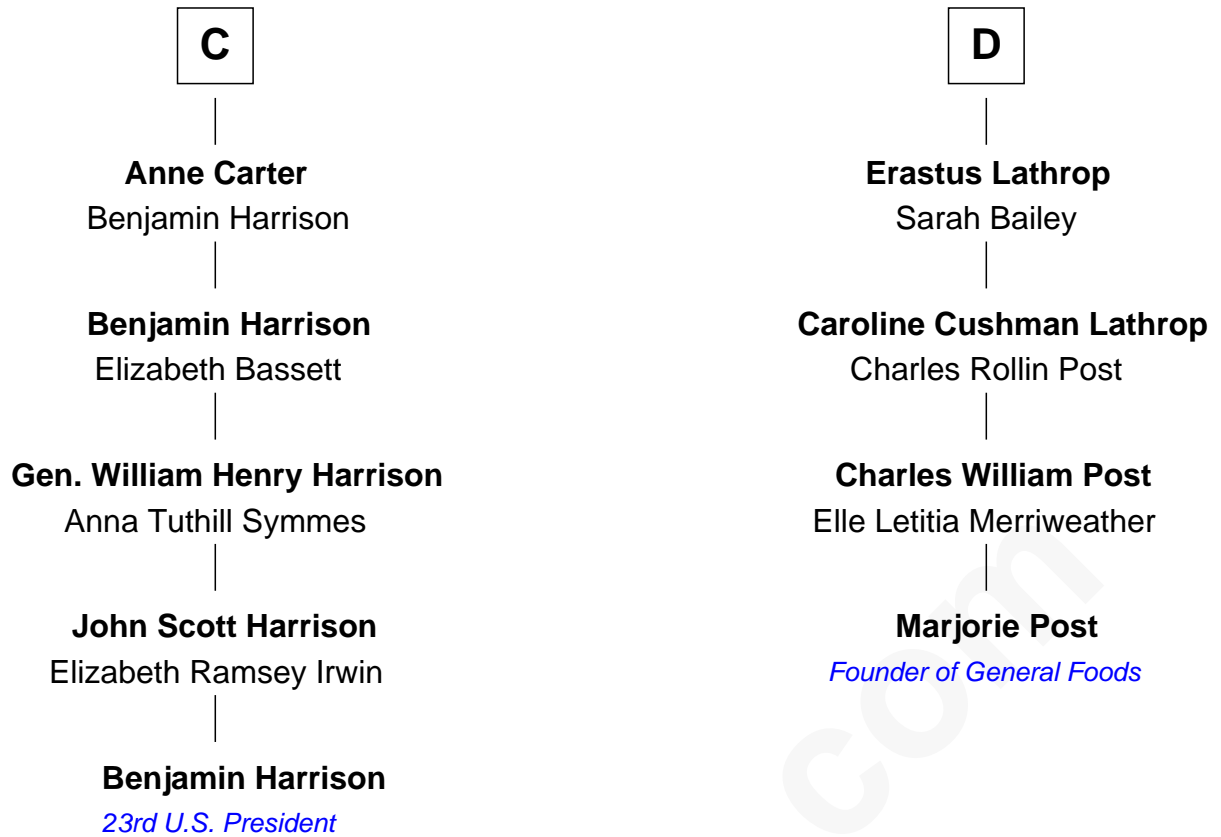 C
Anne Carter
Benjamin Harrison
Benjamin Harrison
Elizabeth Bassett
Gen. William Henry Harrison
Anna Tuthill Symmes
John Scott Harrison
Elizabeth Ramsey Irwin
Benjamin Harrison
23rd U.S. President
D
Erastus Lathrop
Sarah Bailey
Caroline Cushman Lathrop
Charles Rollin Post
Charles William Post
Elle Letitia Merriweather
Marjorie Post
Founder of General Foods
com